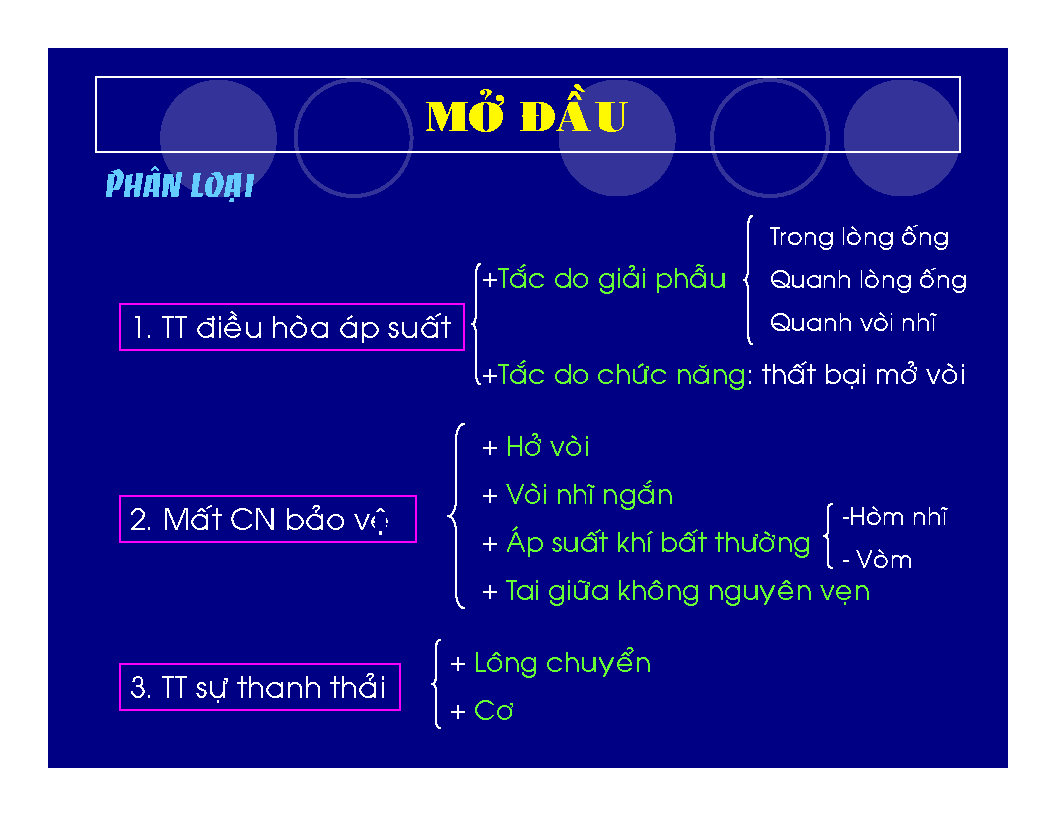 MỞ ĐẦU
PHÂN LOẠI
1. TT điều hòa áp suất
+Tắc do giải phẫu
Trong lòng ống
Quanh lòng ống
Quanh vòi nhĩ
+Tắc do chức năng: thất bại mở vòi
2. Mất CN bảo vệ
+ Hở vòi
+ Vòi nhĩ ngắn
+ Áp suất khí bất thường
-Hòm nhĩ
- Vòm
+ Tai giữa không nguyên vẹn
3. TT sự thanh thải
+ Lông chuyển
+ Cơ